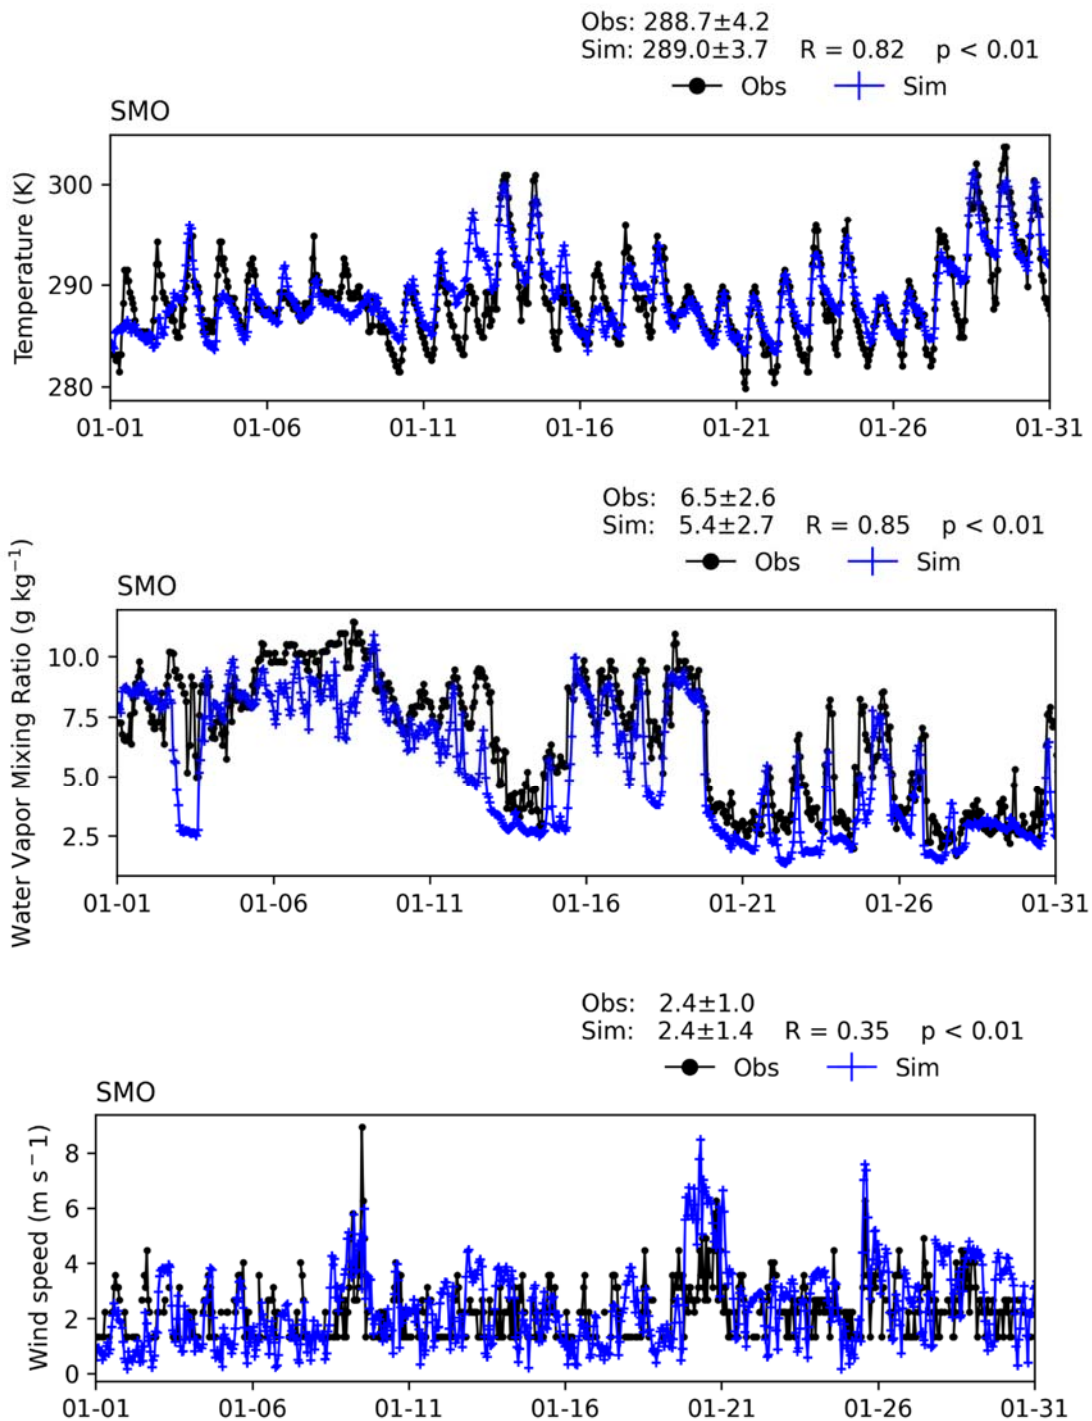 Obs: 288.7±4.2
Sim: 289.0±3.7 R = 0.82 p < 0.01
Obs Sim
SMO
Temperature (K)
300
290
280
01-01 01-06 01-11 01-16 01-21 01-26 01-31
Obs: 6.5±2.6
Sim: 5.4±2.7 R = 0.85 p < 0.01
Obs Sim
SMO
Water Vapor Mixing Ratio (g kg⁻¹)
10.0
7.5
5.0
2.5
01-01 01-06 01-11 01-16 01-21 01-26 01-31
Obs: 2.4±1.0
Sim: 2.4±1.4 R = 0.35 p < 0.01
Obs Sim
SMO
Wind speed (m s⁻1)
8
6
4
2
0
01-01 01-06 01-11 01-16 01-21 01-26 01-31